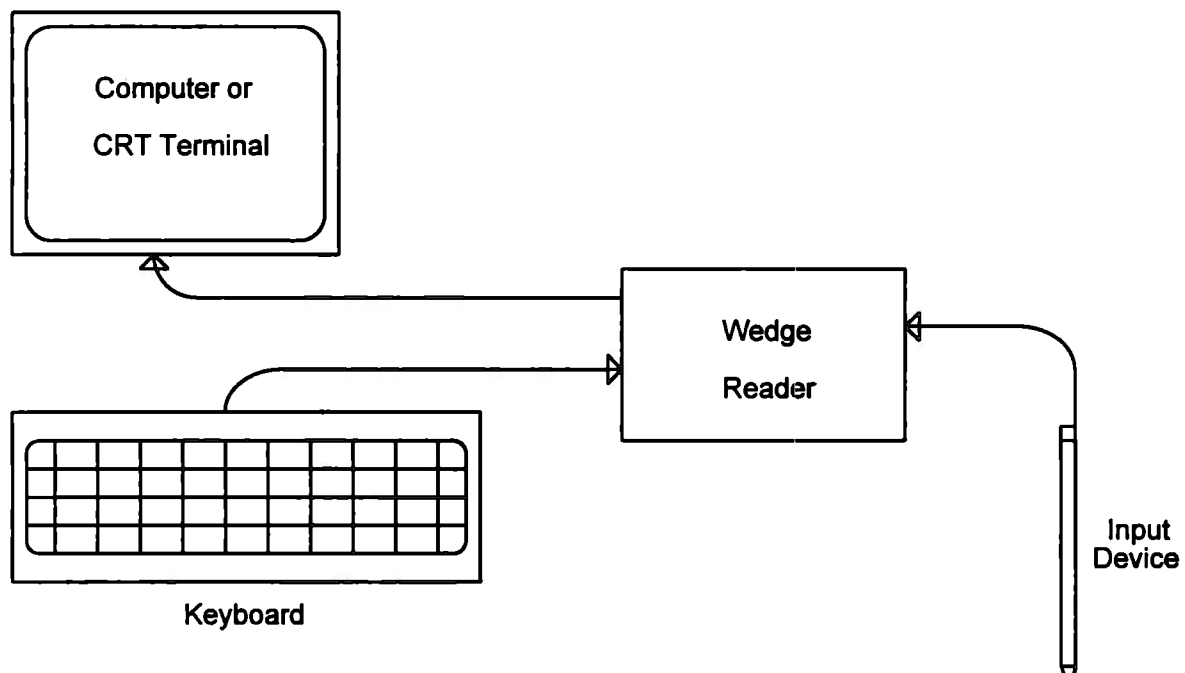 Computer or
CRT Terminal
Wedge
Reader
Input
Device
Keyboard